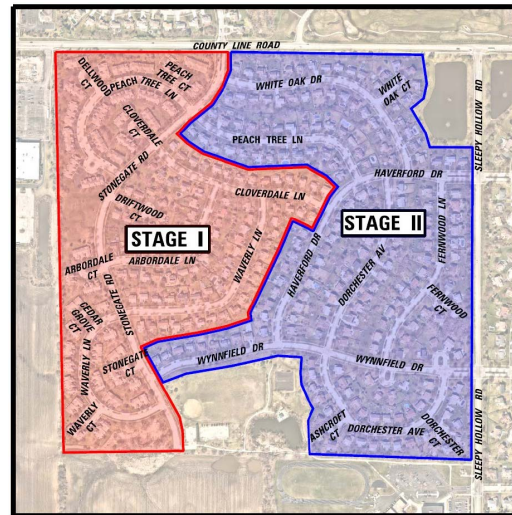 COUNTY LINE ROAD
DELLWOOD
CT
PEACH TREE LN
PEACH
TREE CT
WHITE OAK DR
WHITE
OAK CT
SLEEPY HOLLOW RD
CLOVERDALE
CT
PEACH TREE LN
STONEGATE RD
HAVERFORD DR
CLOVERDALE LN
FERNWOOD LN
DRIFTWOOD
CT
STAGE I
STAGE II
WAVERLY LN
HAVERFORD DR
DORCHESTER AV
ARBORDALE
CT
ARBORDALE LN
STONEGATE RD
FERNWOOD
CT
CEDAR
GROVE
CT
WAVERLY LN
STONEGATE
CT
WYNNFIELD DR
WYNNFIELD DR
WAVERLY
CT
ASHCROFT
CT
DORCHESTER AVE
DORCHESTER
CT
SLEEPY HOLLOW RD